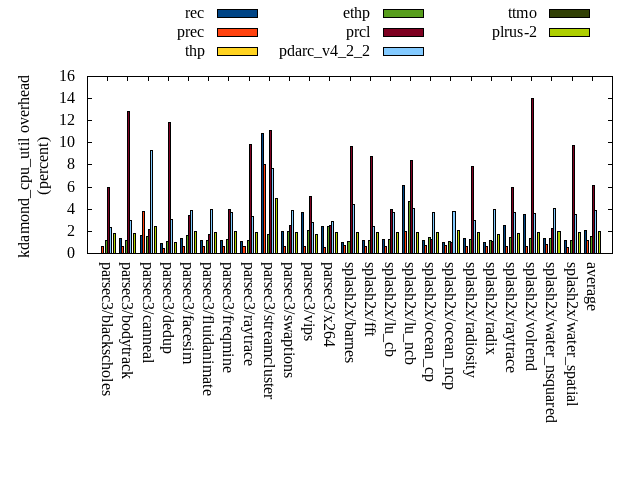 rec
prec
thp
ethp
prcl
pdarc_v4_2_2
ttmo
plrus-2
kdamond_cpu_util overhead
(percent)
16
14
12
10
8
6
4
2
0
parsec3/blackscholes
parsec3/bodytrack
parsec3/canneal
parsec3/dedup
parsec3/facesim
parsec3/fluidanimate
parsec3/freqmine
parsec3/raytrace
parsec3/streamcluster
parsec3/swaptions
parsec3/vips
parsec3/x264
splash2x/barnes
splash2x/fft
splash2x/lu_cb
splash2x/lu_ncb
splash2x/ocean_cp
splash2x/ocean_ncp
splash2x/radiosity
splash2x/radix
splash2x/raytrace
splash2x/volrend
splash2x/water_nsquared
splash2x/water_spatial
average